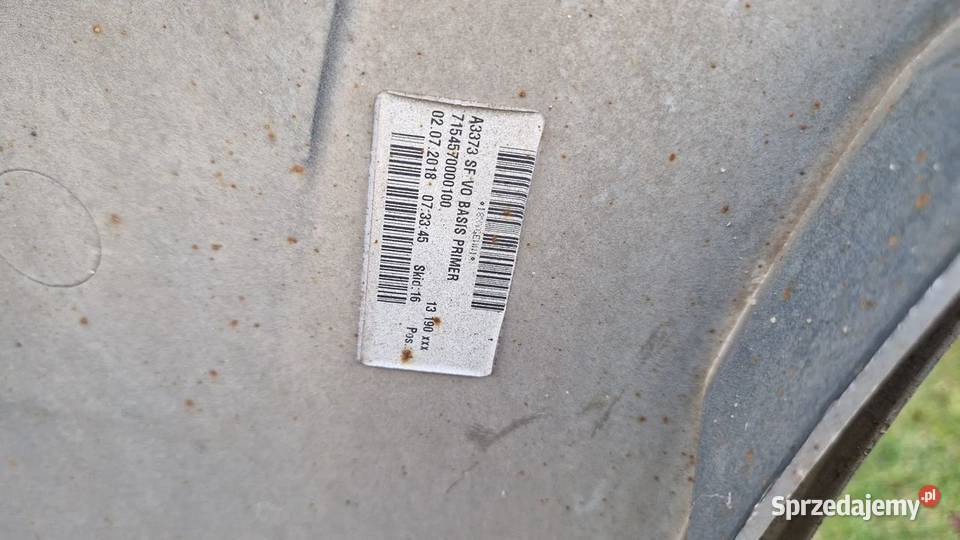 A3373 SF VO BASIS PRIMER
7154570000100
13 190 xxx
02.07.2018 07:33:45 Skid:16 Pos.
Sprzedajemy.pl